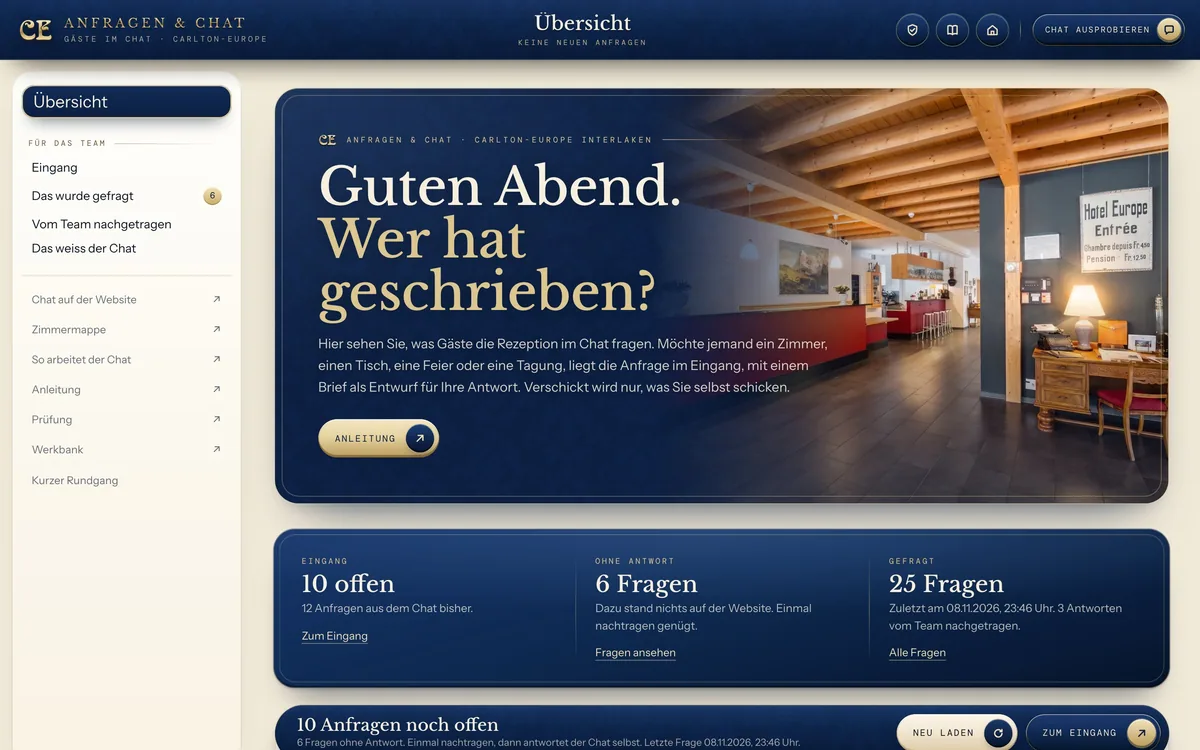 CE
ANFRAGEN & CHAT
GÄSTE IM CHAT · CARLTON-EUROPE
Übersicht
KEINE NEUEN ANFRAGEN
CHAT AUSPROBIEREN
Übersicht
FÜR DAS TEAM
Eingang
Das wurde gefragt 6
Vom Team nachgetragen
Das weiss der Chat
Chat auf der Website
Zimmermappe
So arbeitet der Chat
Anleitung
Prüfung
Werkbank
Kurzer Rundgang
CE ANFRAGEN & CHAT · CARLTON-EUROPE INTERLAKEN
Guten Abend.
Wer hat
geschrieben?
Hier sehen Sie, was Gäste die Rezeption im Chat fragen. Möchte jemand ein Zimmer,
einen Tisch, eine Feier oder eine Tagung, liegt die Anfrage im Eingang, mit einem
Brief als Entwurf für Ihre Antwort. Verschickt wird nur, was Sie selbst schicken.
ANLEITUNG
Hotel Europe
Entrée
Chambre depuis Fr. 4.50
Pension Fr. 12.50
EINGANG
10 offen
12 Anfragen aus dem Chat bisher.
Zum Eingang
OHNE ANTWORT
6 Fragen
Dazu stand nichts auf der Website. Einmal
nachtragen genügt.
Fragen ansehen
GEFRAGT
25 Fragen
Zuletzt am 08.11.2026, 23:46 Uhr. 3 Antworten
vom Team nachgetragen.
Alle Fragen
10 Anfragen noch offen
6 Fragen ohne Antwort. Einmal nachtragen, dann antwortet der Chat selbst. Letzte Frage 08.11.2026, 23:46 Uhr.
NEU LADEN
ZUM EINGANG